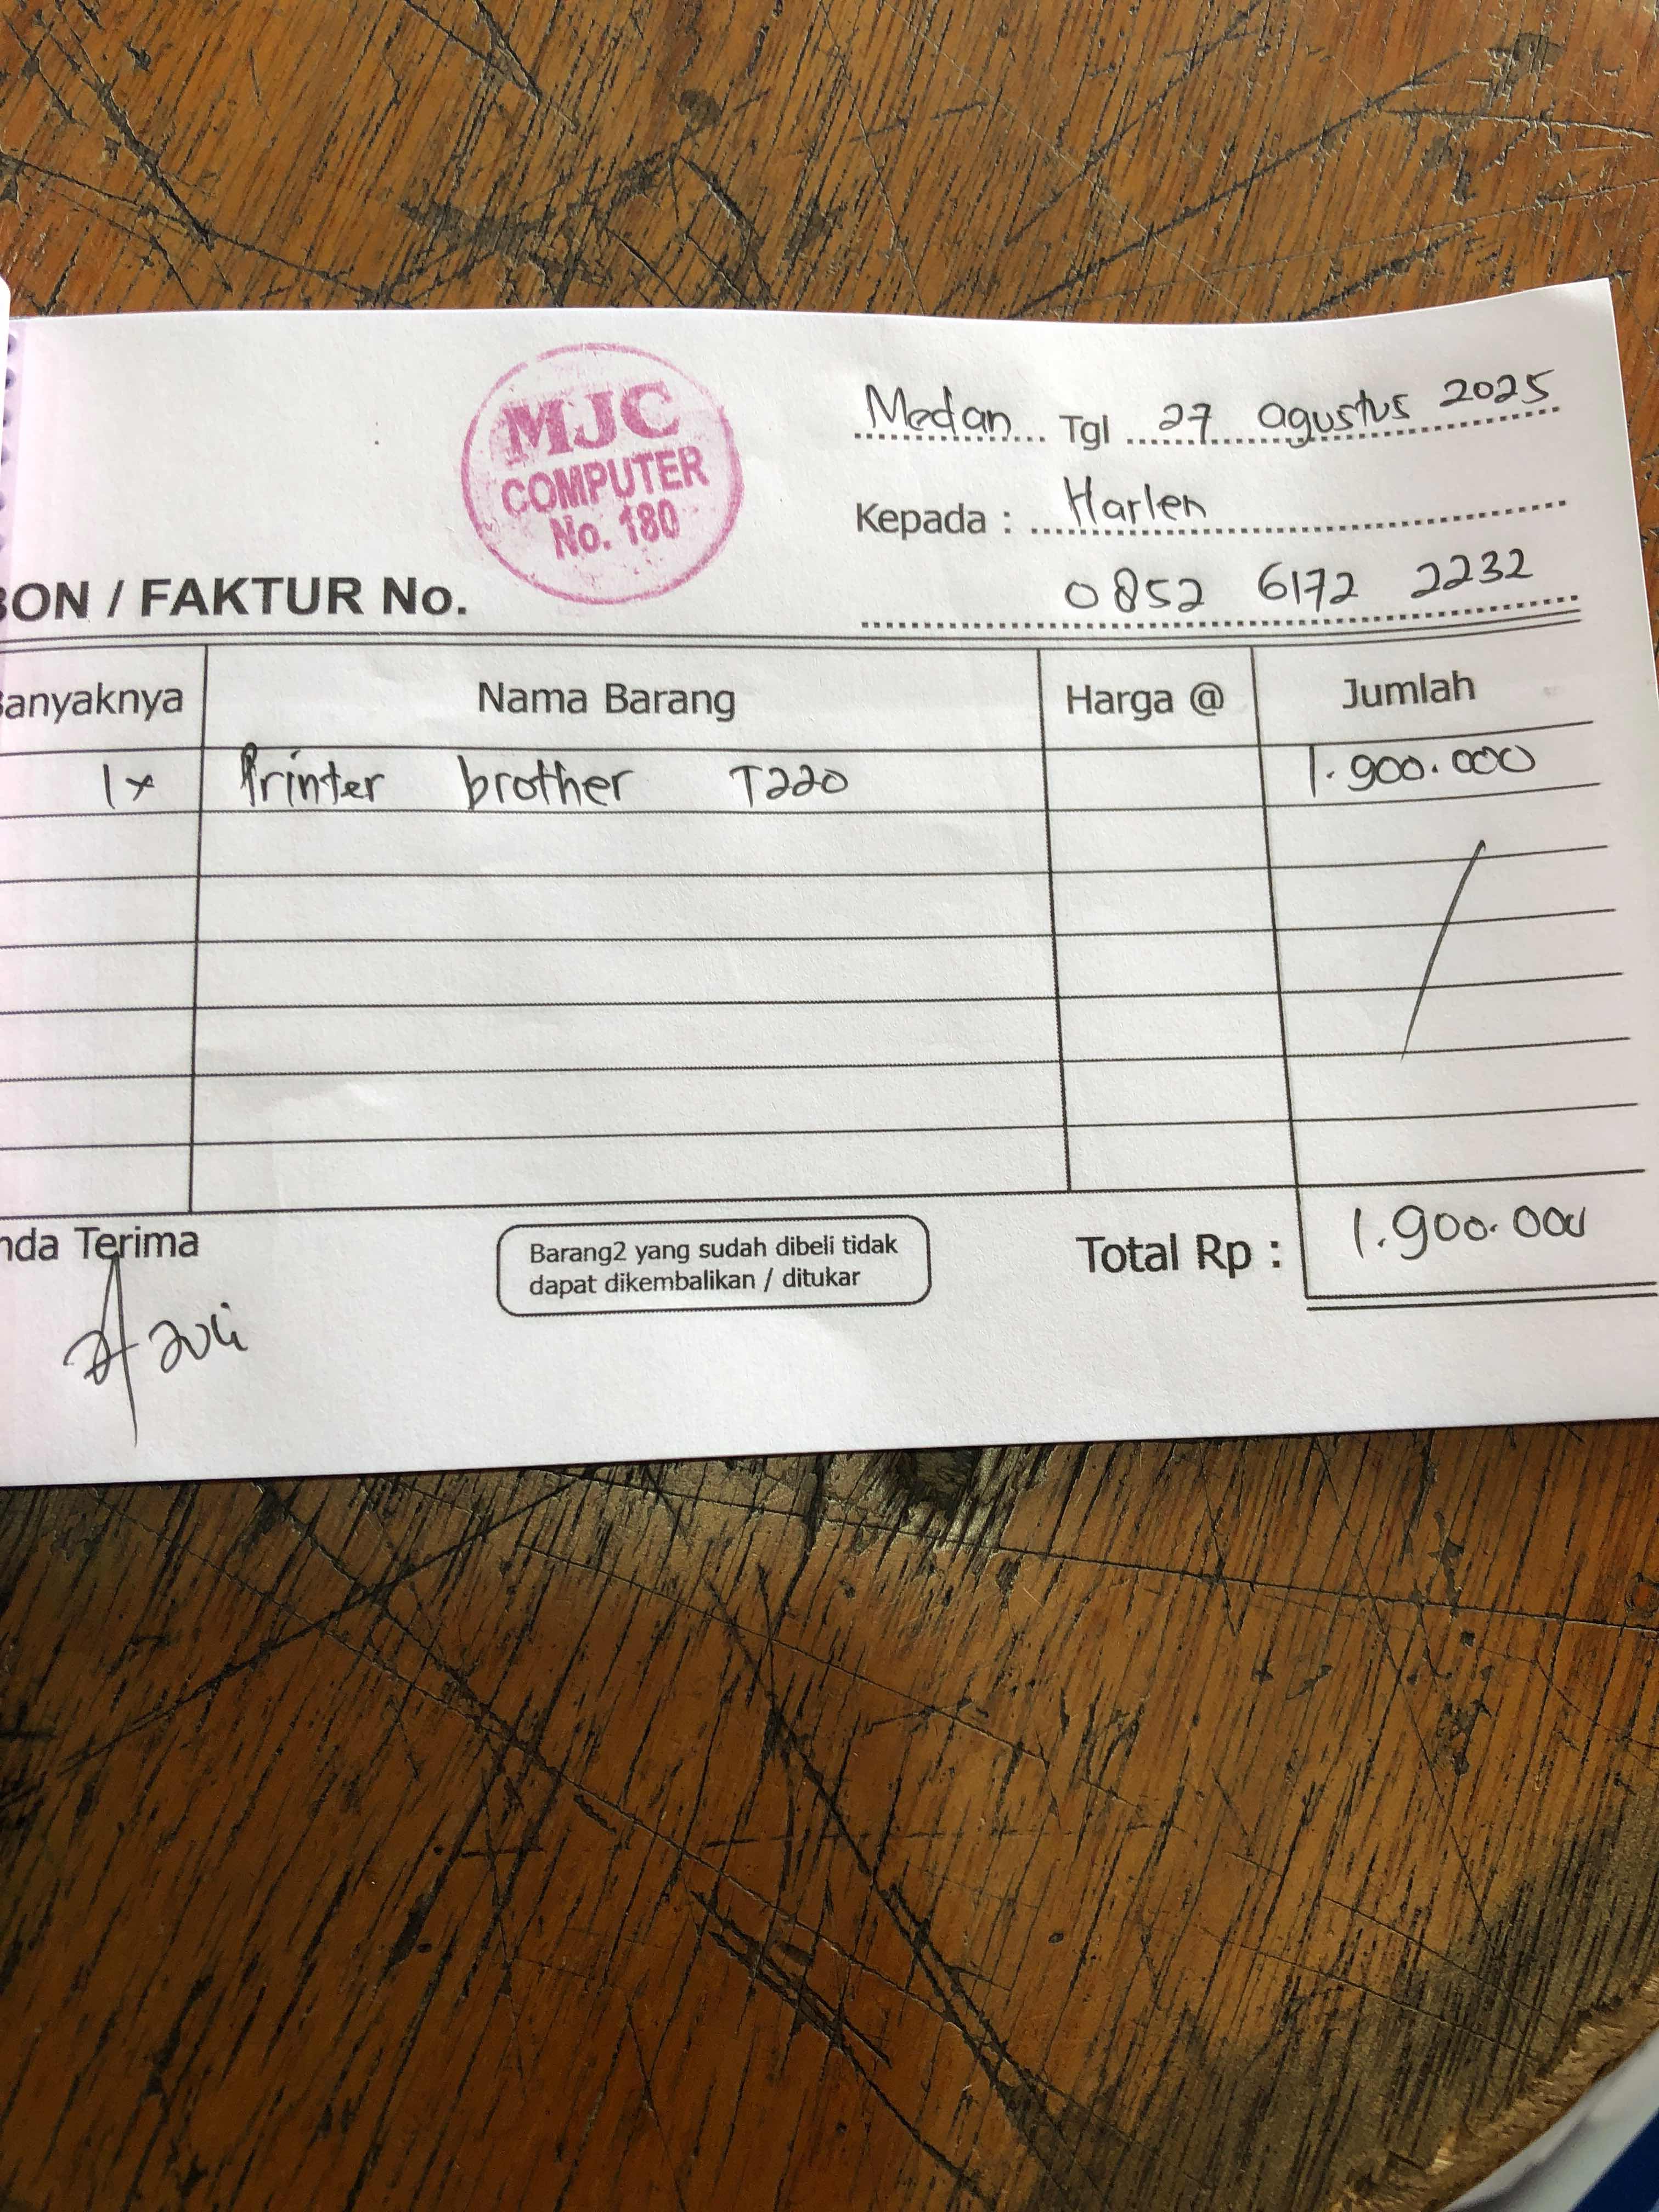 MJC
COMPUTER
No. 180
Medan Tgl 27 agustus 2025
Kepada : Harlen
0852 6172 2232
BON / FAKTUR No.
Banyaknya Nama Barang Harga @ Jumlah
1x Printer brother T220 1.900.000
nda Terima
Barang2 yang sudah dibeli tidak
dapat dikembalikan / ditukar
Total Rp : 1.900.000